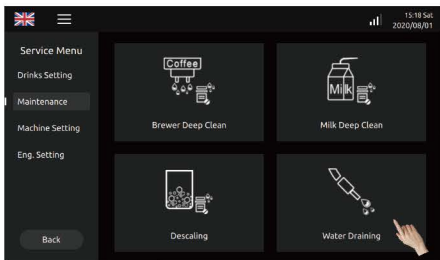 15:18 Sat
2020/08/01
Service Menu
Drinks Setting
Maintenance
Machine Setting
Eng. Setting
Back
Coffee
Brewer Deep Clean
Milk
Milk Deep Clean
Descaling
Water Draining